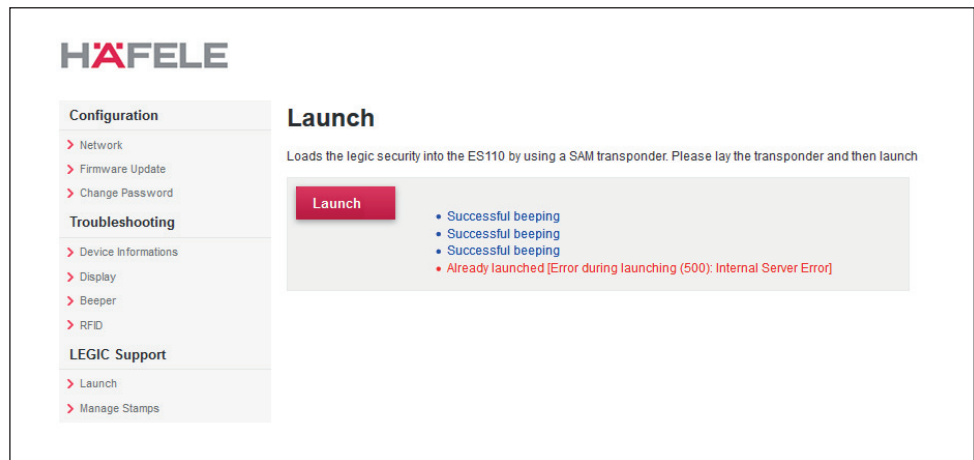 HÄFELE
Configuration
Network
Firmware Update
Change Password
Troubleshooting
Device Informations
Display
Beeper
RFID
LEGIC Support
Launch
Manage Stamps
Launch
Loads the legic security into the ES110 by using a SAM transponder. Please lay the transponder and then launch
Launch
Successful beeping
Successful beeping
Successful beeping
Already launched [Error during launching (500): Internal Server Error]